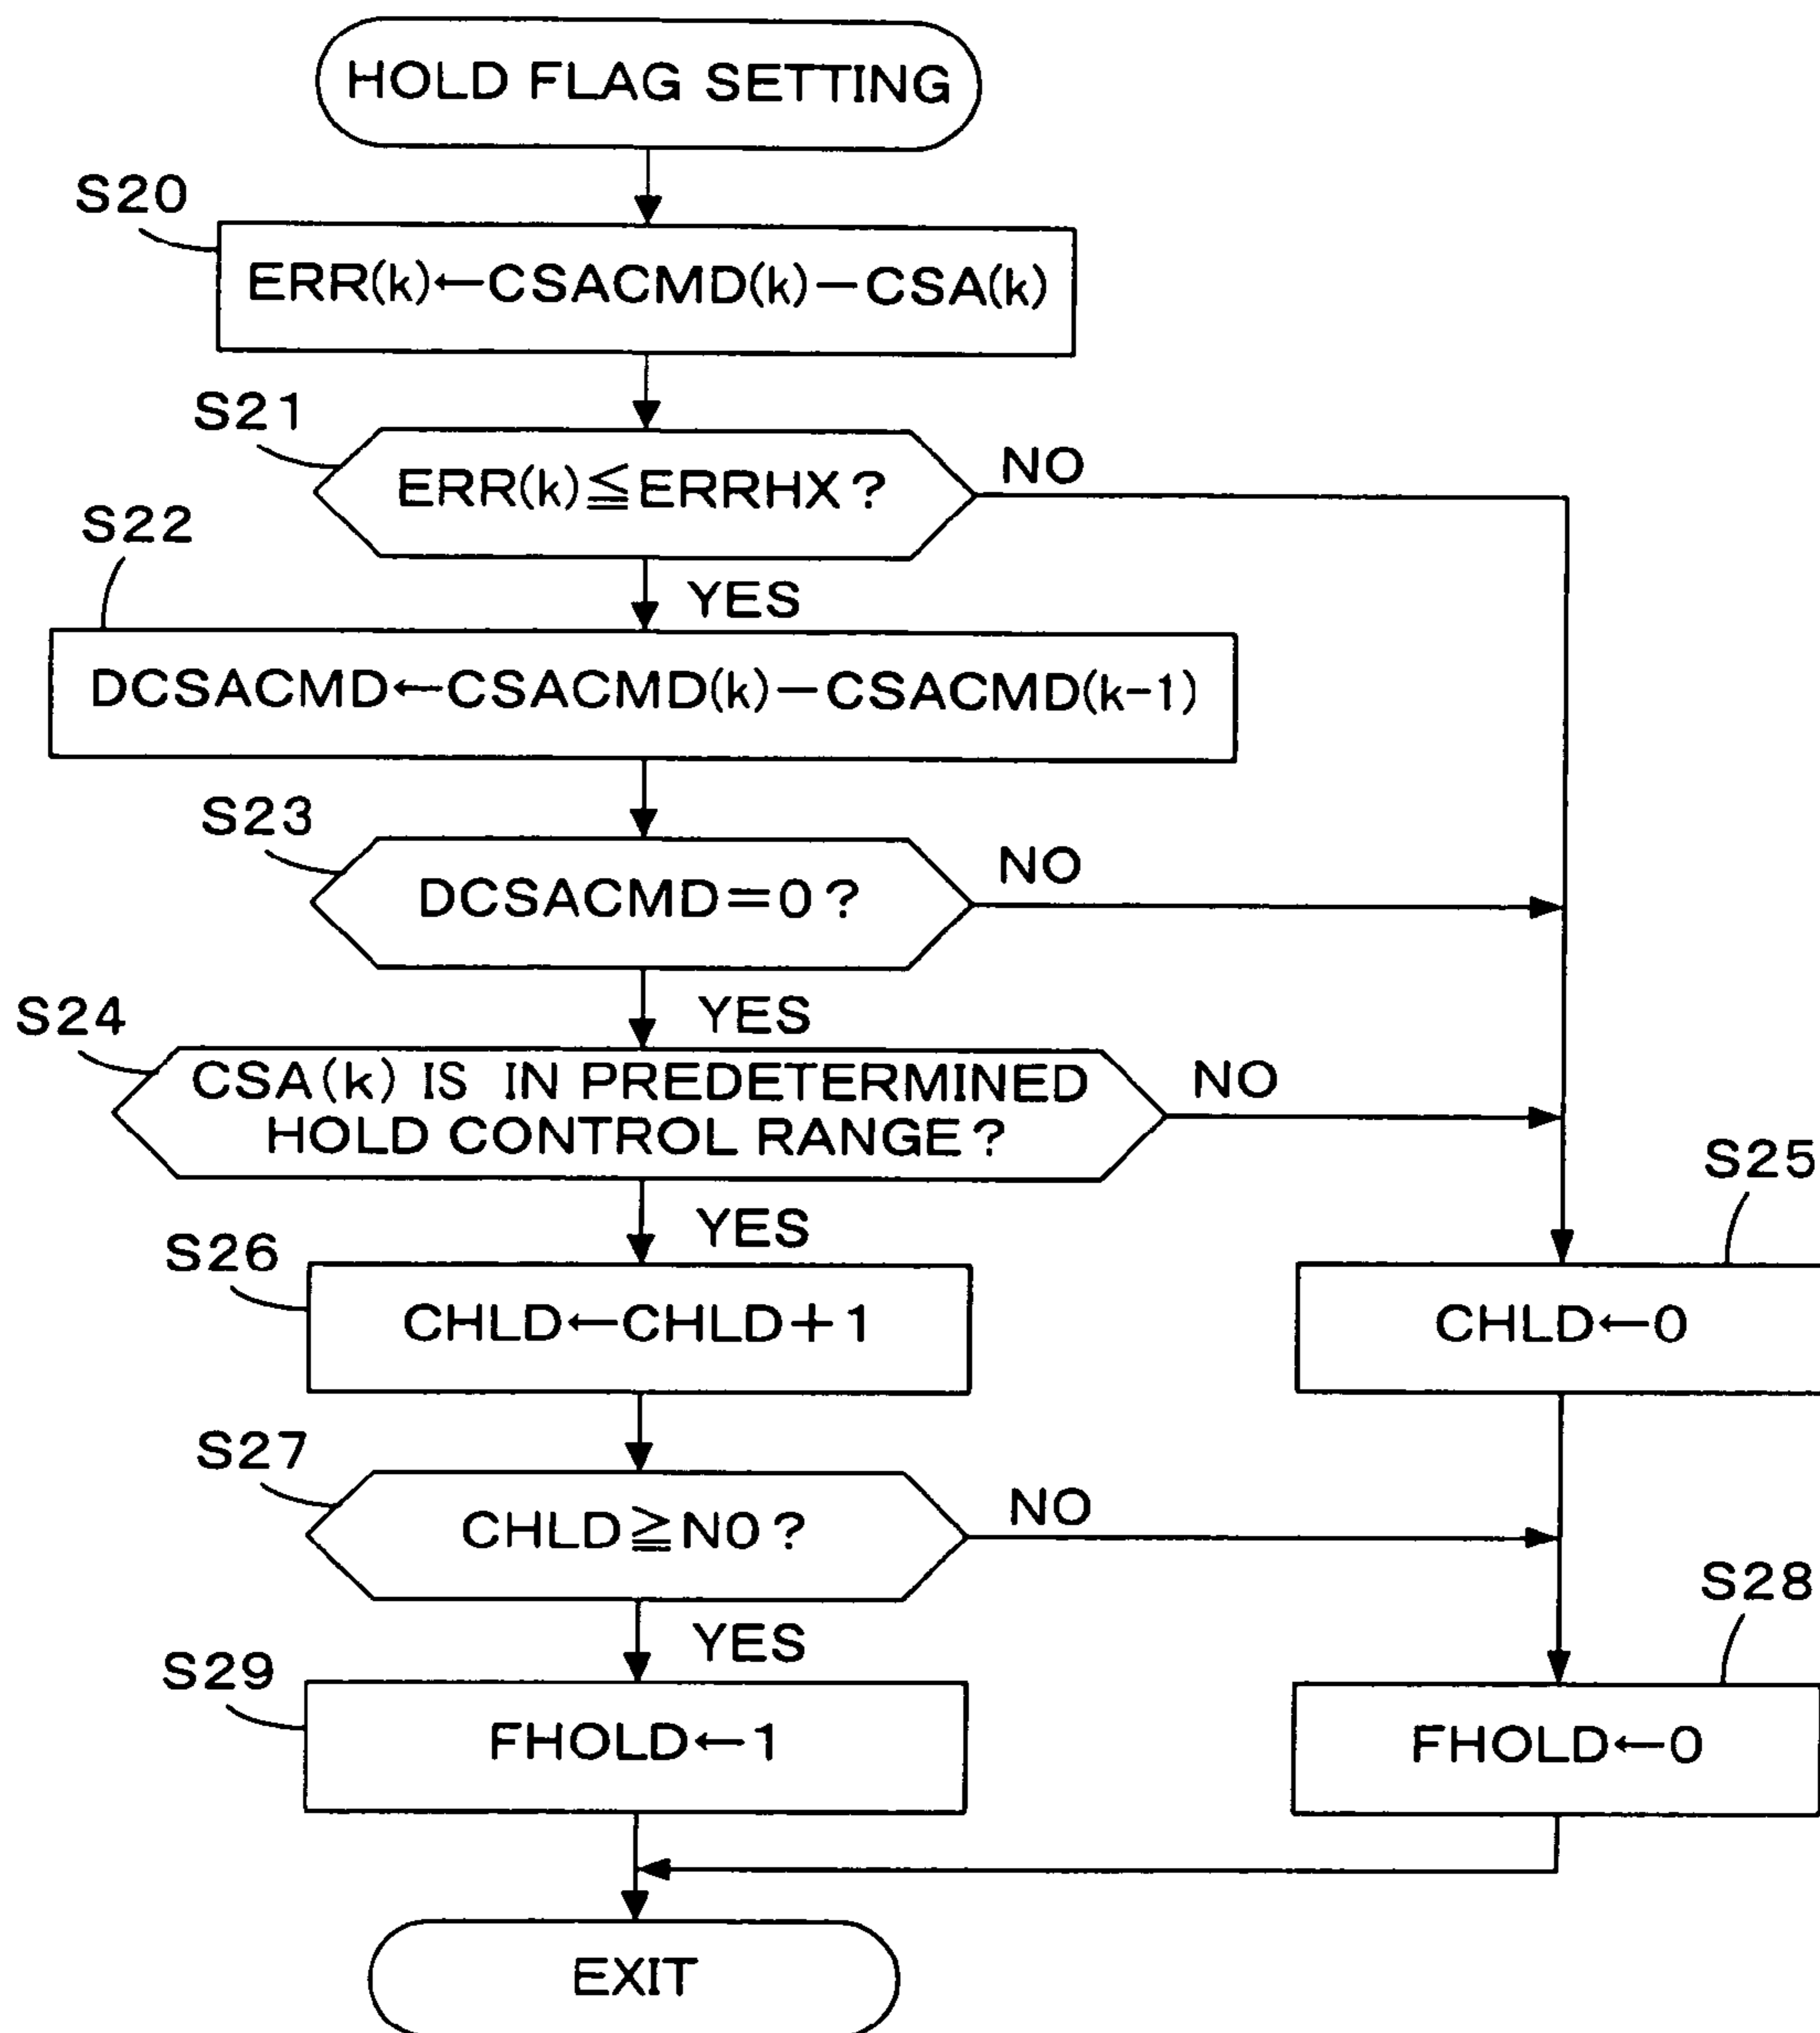 HOLD FLAG SETTING
S20
ERR(k)←CSACMD(k)−CSA(k)
S21
ERR(k)≦ERRHX?
NO
S22
YES
DCSACMD←CSACMD(k)−CSACMD(k-1)
S23
DCSACMD=0?
NO
S24
YES
CSA(k) IS IN PREDETERMINED
HOLD CONTROL RANGE?
NO
S25
YES
S26
CHLD←CHLD+1
CHLD←0
S27
CHLD≧N0?
NO
S28
YES
S29
FHOLD←1
FHOLD←0
EXIT